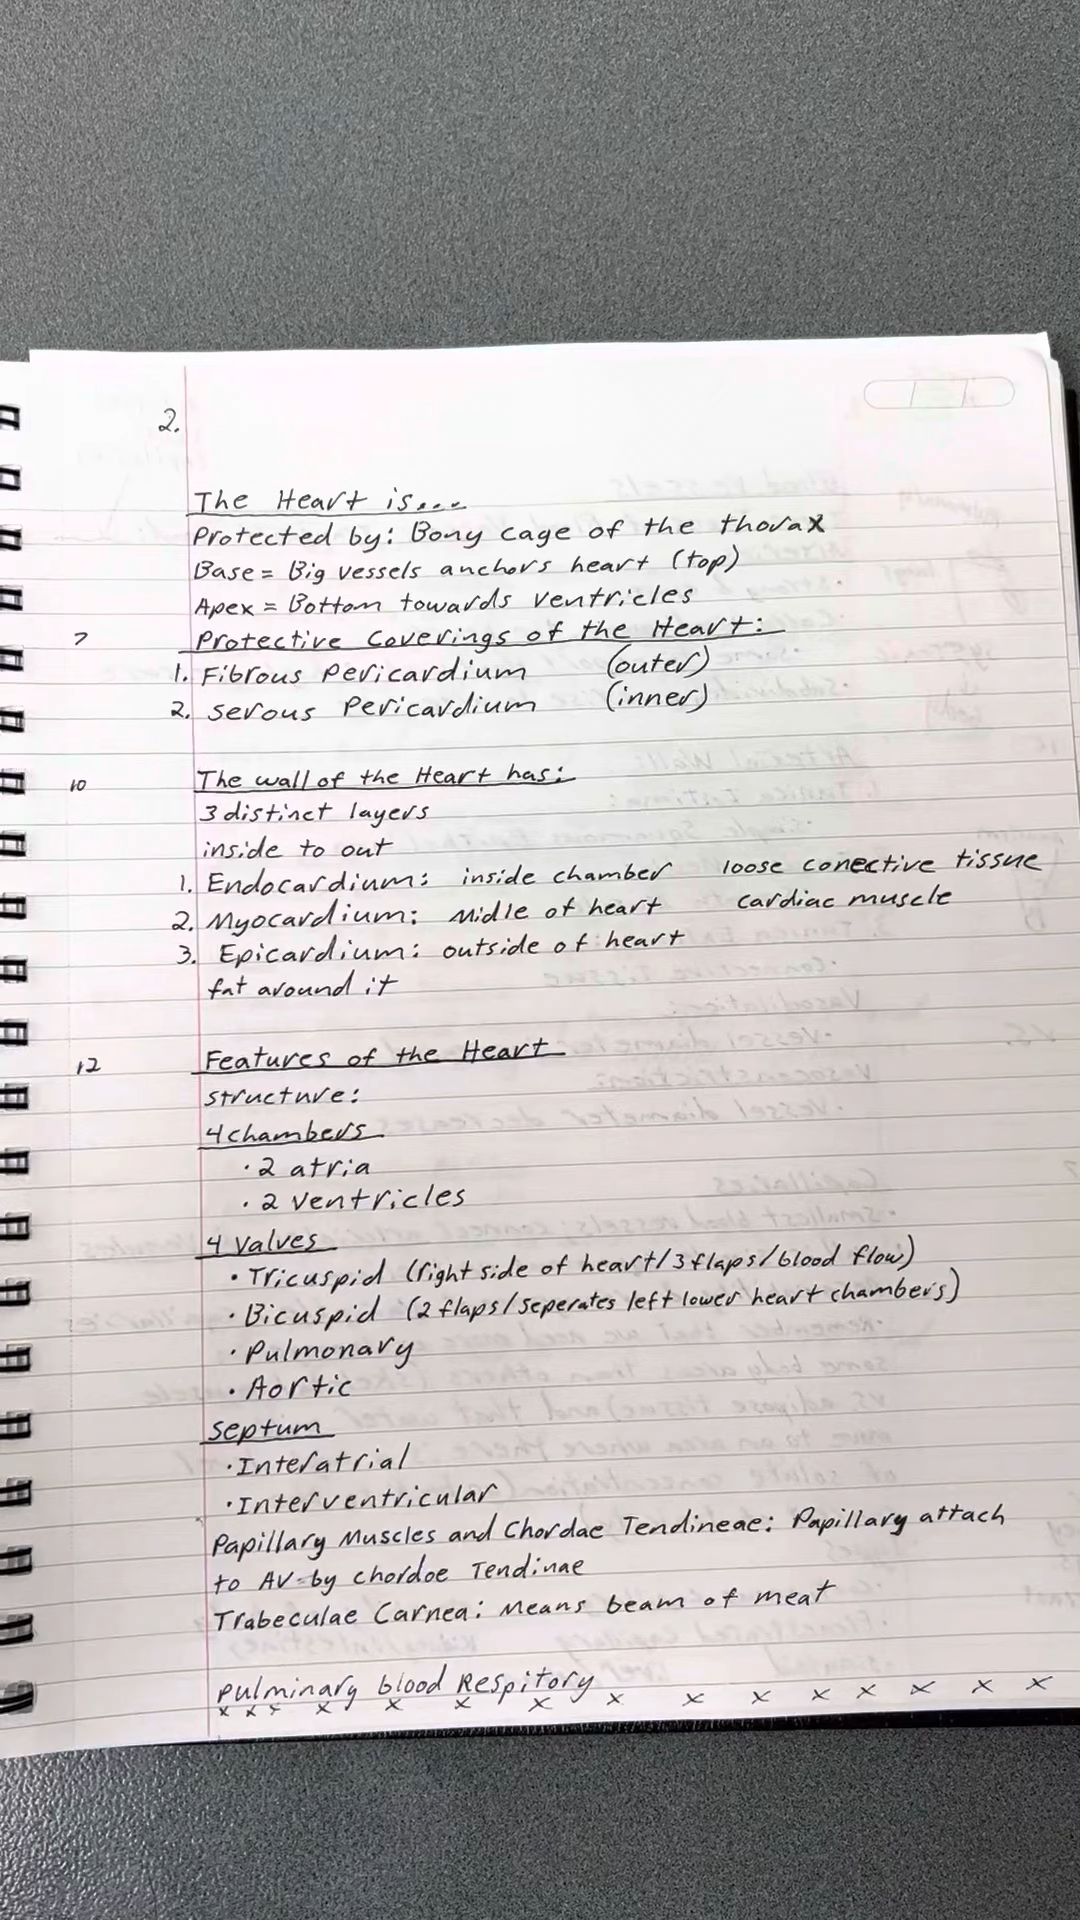 2.
The Heart is...
Protected by: Bony cage of the thorax
Base = Big vessels anchors heart (top)
Apex = Bottom towards ventricles
7 Protective Coverings of the Heart:
1. Fibrous Pericardium (outer)
2. serous Pericardium (inner)
10 The wall of the Heart has:
3 distinct layers
inside to out
1. Endocardium: inside chamber loose conective tissue
2. Myocardium: Midle of heart cardiac muscle
3. Epicardium: outside of heart
fat around it
12 Features of the Heart
structure:
4 chambers
· 2 atria
· 2 ventricles
4 Valves
· Tricuspid (right side of heart/3 flaps/blood flow)
· Bicuspid (2 flaps/seperates left lower heart chambers)
· Pulmonary
· Aortic
Septum
· Interatrial
· Interventricular
Papillary Muscles and Chordae Tendineae: Papillary attach
to AV by chordoe Tendinae
Trabeculae Carnea: Means beam of meat
Pulminary blood Respitory
x x x x x x x x x x x x x x